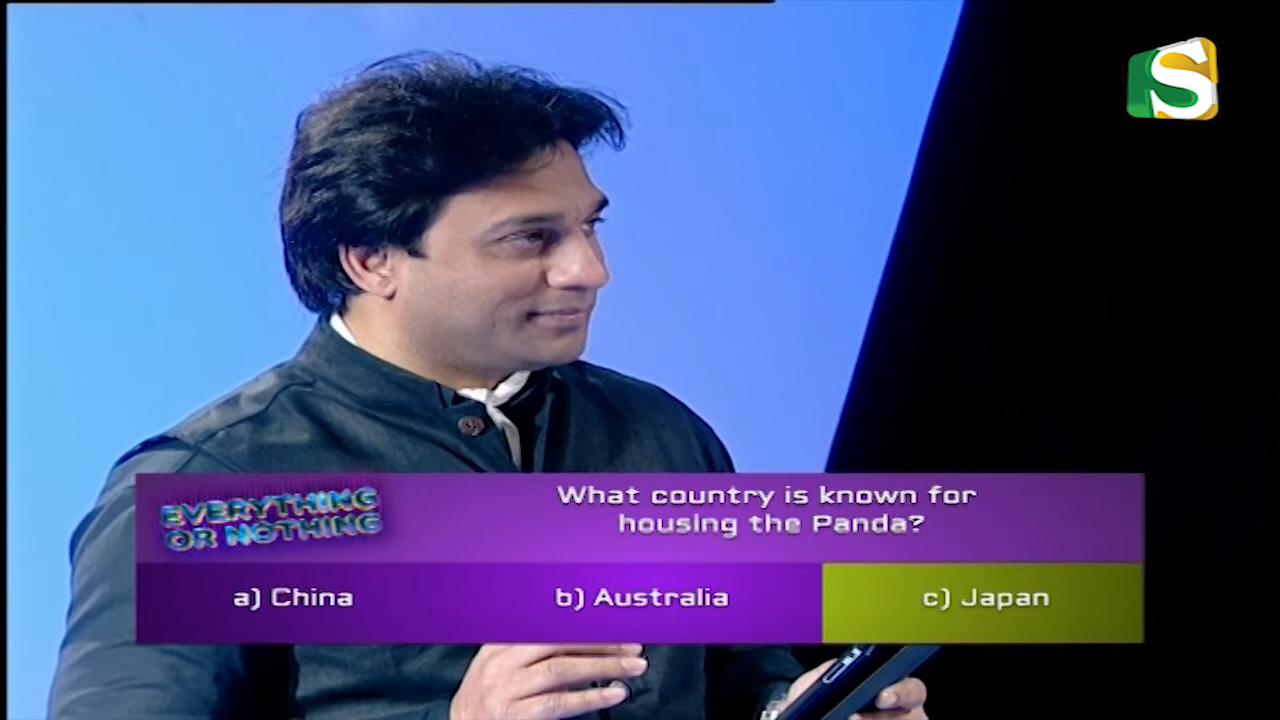 S
EVERYTHING
OR NOTHING
What country is known for
housing the Panda?
a) China
b) Australia
c) Japan